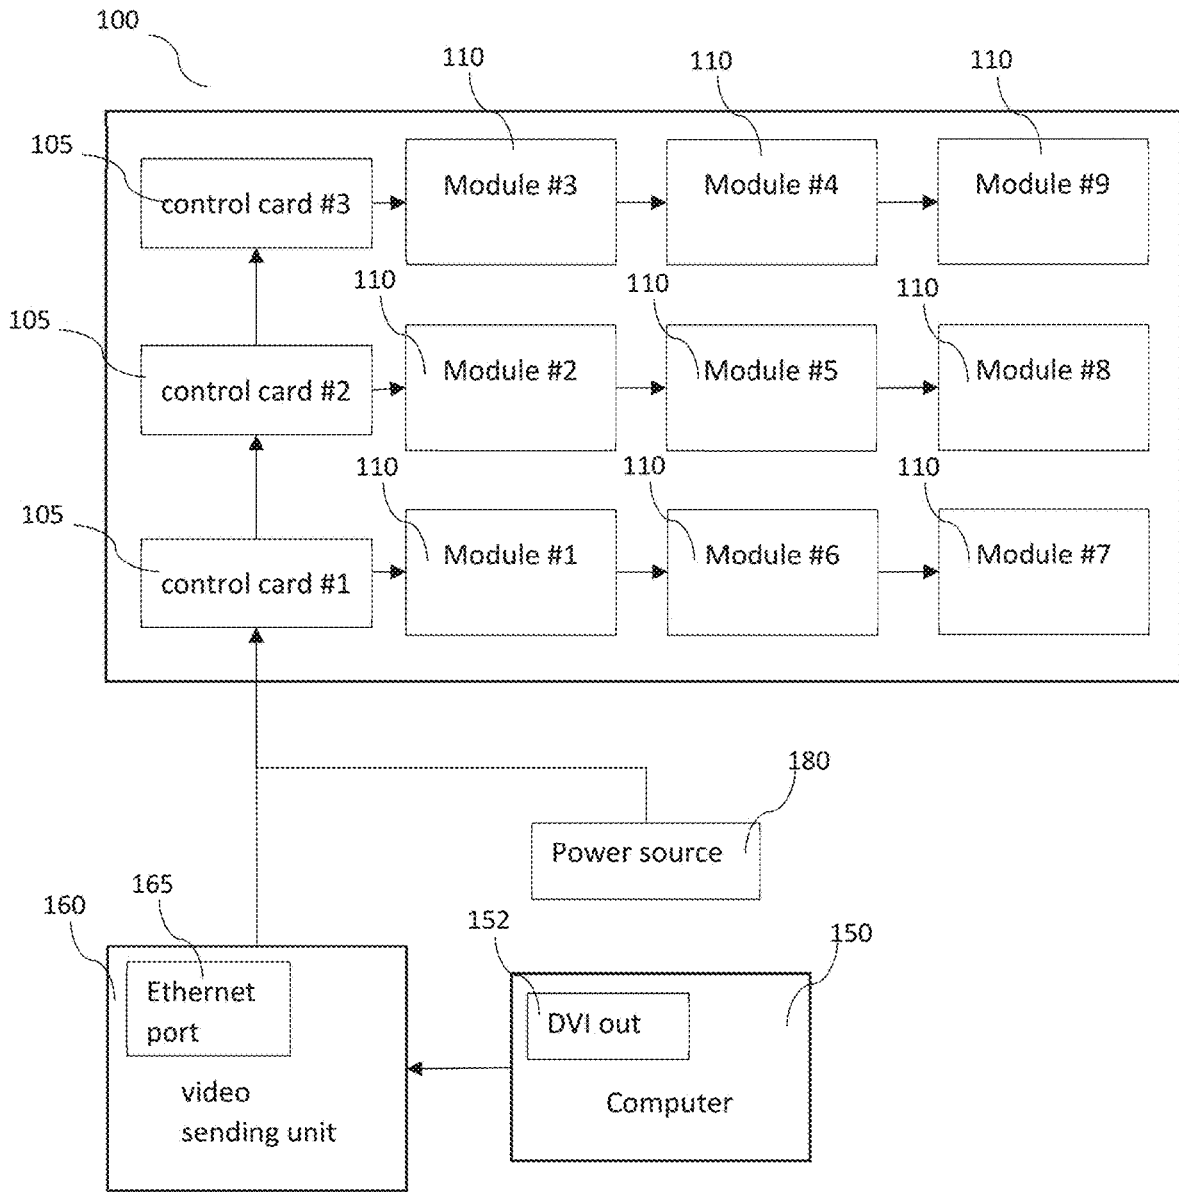 100
110
110
110
105
control card #3
Module #3
Module #4
Module #9
110
110
110
105
control card #2
Module #2
Module #5
Module #8
110
110
110
105
control card #1
Module #1
Module #6
Module #7
180
Power source
160
165
152
150
Ethernet
port
DVI out
video
sending unit
Computer